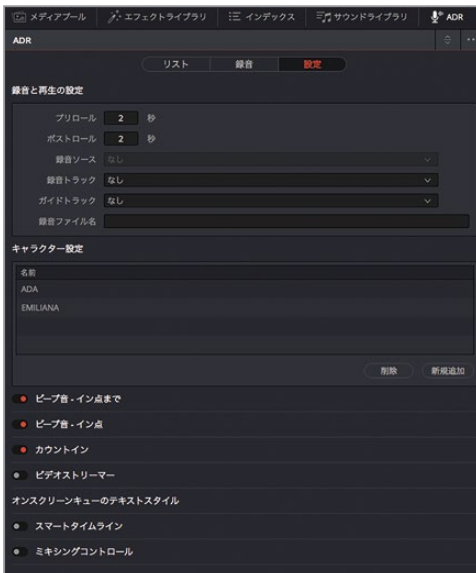 メディアプール エフェクトライブラリ インデックス サウンドライブラリ ADR
ADR
リスト 録音 設定
録音と再生の設定
プリロール 2 秒
ポストロール 2 秒
録音ソース なし
録音トラック なし
ガイドトラック なし
録音ファイル名
キャラクター設定
名前
ADA
EMILIANA
削除 新規追加
ビープ音 - イン点まで
ビープ音 - イン点
カウントイン
ビデオストリーマー
オンスクリーンキューのテキストスタイル
スマートタイムライン
ミキシングコントロール